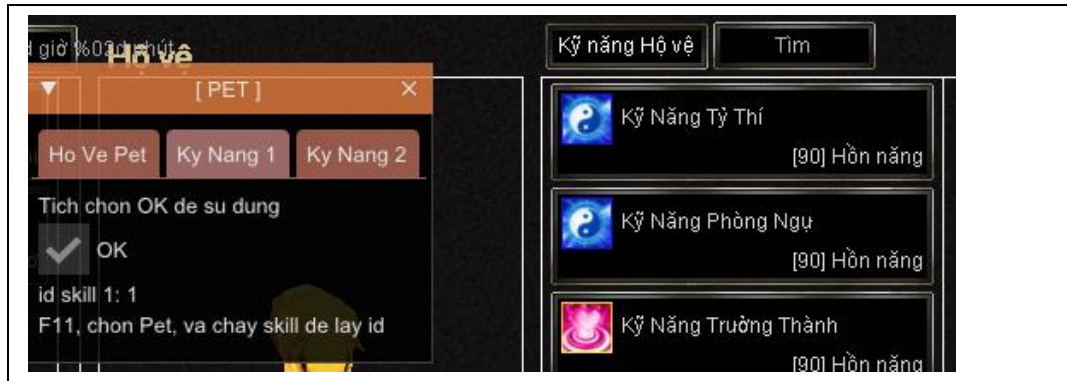 giờ %02d phút
Hộ vệ
[ PET ]
Ho Ve Pet
Ky Nang 1
Ky Nang 2
Tich chon OK de su dung
OK
id skill 1: 1
F11, chon Pet, va chay skill de lay id
Kỹ năng Hộ vệ
Tìm
Kỹ Năng Tỷ Thí
[90] Hồn năng
Kỹ Năng Phòng Ngự
[90] Hồn năng
Kỹ Năng Trưởng Thành
[90] Hồn năng